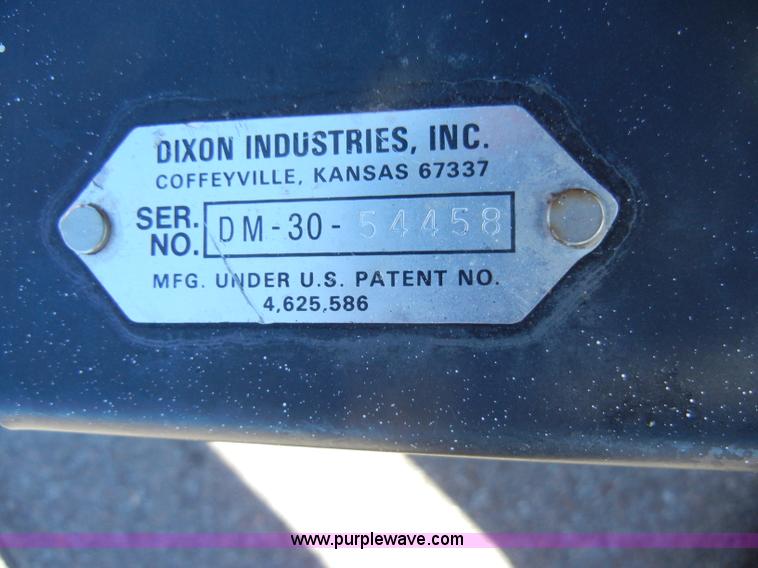 DIXON INDUSTRIES, INC.
COFFEYVILLE, KANSAS 67337
SER. NO. DM-30-54458
MFG. UNDER U.S. PATENT NO.
4,625,586
www.purplewave.com